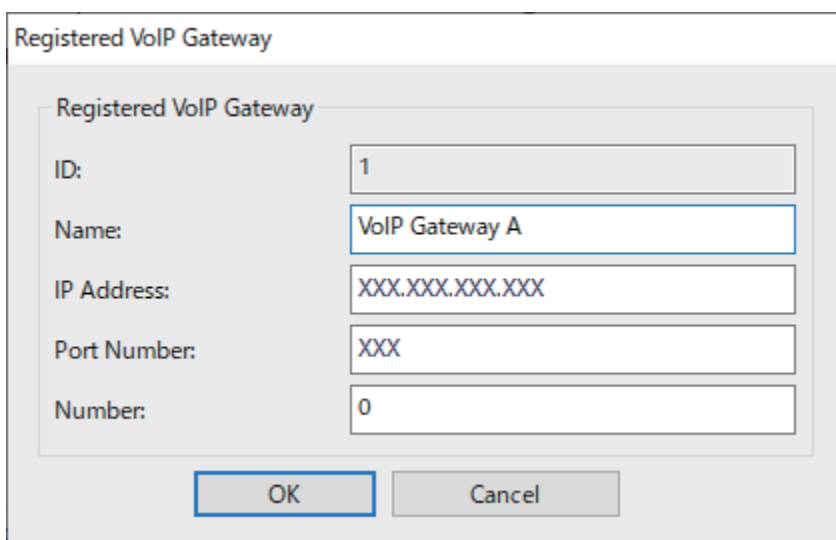 Registered VoIP Gateway
Registered VoIP Gateway
ID: 1
Name: VoIP Gateway A
IP Address: XXX.XXX.XXX.XXX
Port Number: XXX
Number: 0
OK Cancel